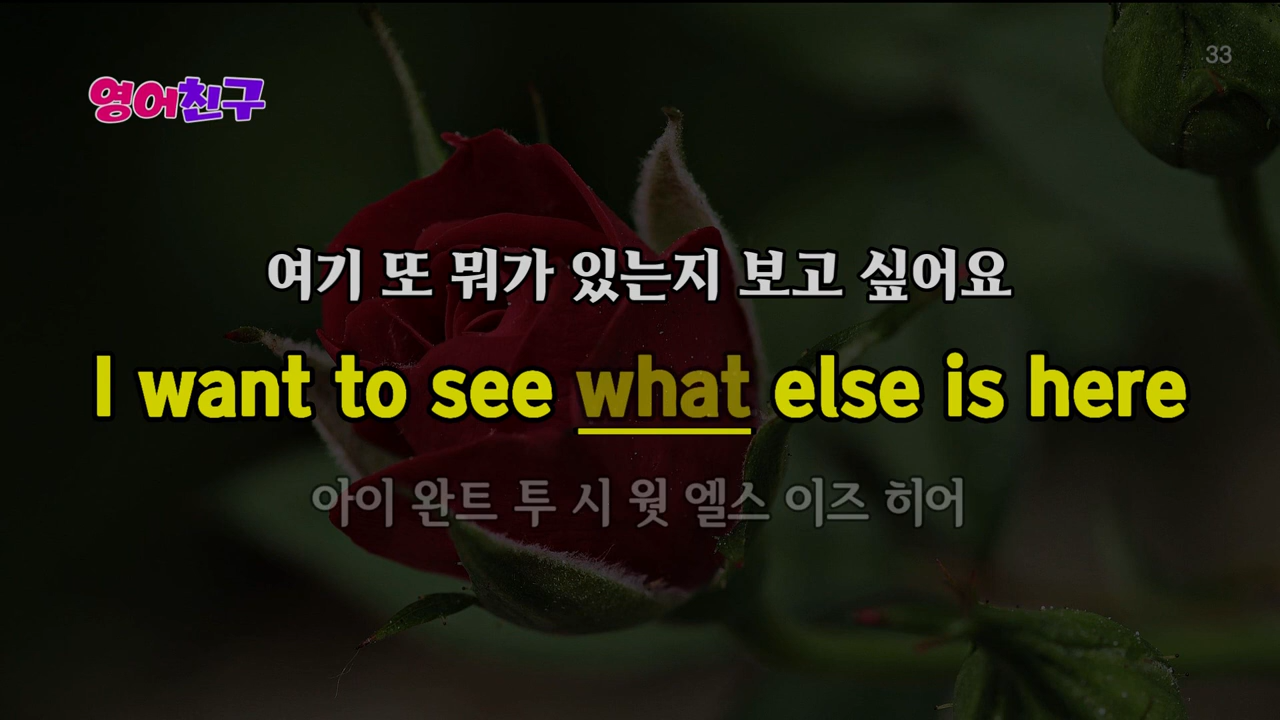 33
영어친구
여기 또 뭐가 있는지 보고 싶어요
I want to see what else is here
아이 완트 투 시 웟 엘스 이즈 히어